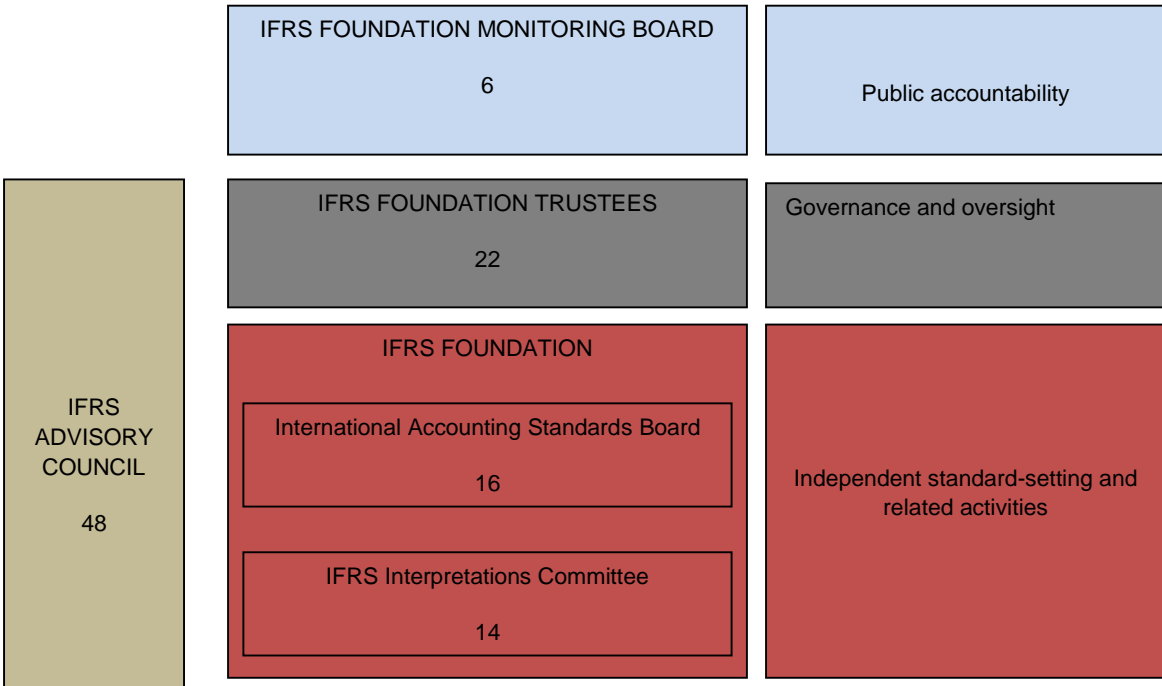 IFRS FOUNDATION MONITORING BOARD
6
Public accountability
IFRS FOUNDATION TRUSTEES
22
Governance and oversight
IFRS
ADVISORY
COUNCIL
48
IFRS FOUNDATION
International Accounting Standards Board
16
IFRS Interpretations Committee
14
Independent standard-setting and
related activities